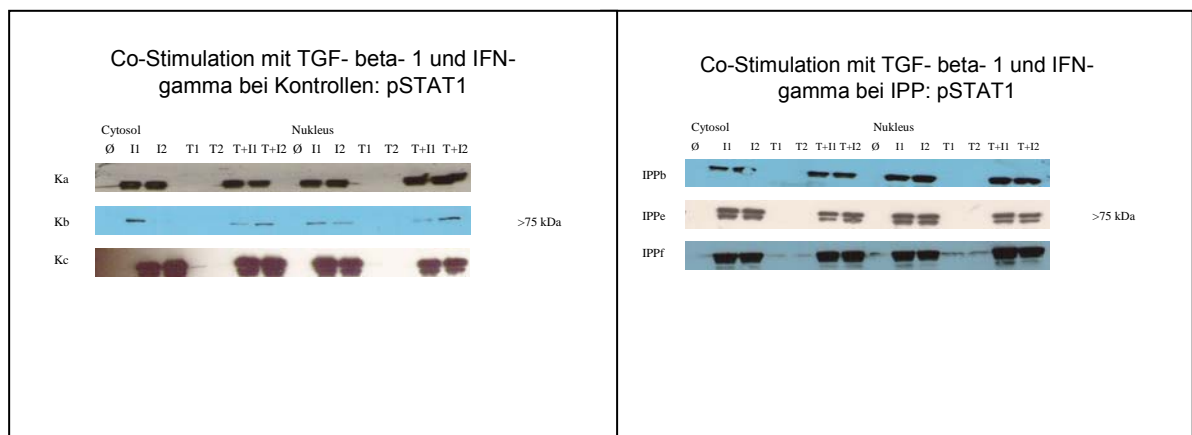 Co-Stimulation mit TGF- beta- 1 und IFN-
gamma bei Kontrollen: pSTAT1
Cytosol Nukleus
Ø I1 I2 T1 T2 T+I1 T+I2 Ø I1 I2 T1 T2 T+I1 T+I2
Ka
Kb >75 kDa
Kc
Co-Stimulation mit TGF- beta- 1 und IFN-
gamma bei IPP: pSTAT1
Cytosol Nukleus
Ø I1 I2 T1 T2 T+I1 T+I2 Ø I1 I2 T1 T2 T+I1 T+I2
IPPb
IPPe >75 kDa
IPPf